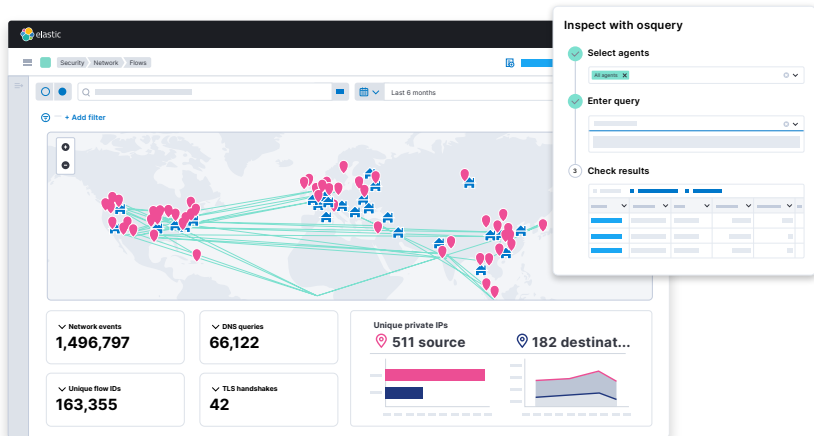 elastic
Security
Network
Flows
Last 6 months
+ Add filter
Network events
1,496,797
DNS queries
66,122
Unique flow IDs
163,355
TLS handshakes
42
Unique private IPs
511 source
182 destinat...
Inspect with osquery
Select agents
All agents
Enter query
3
Check results